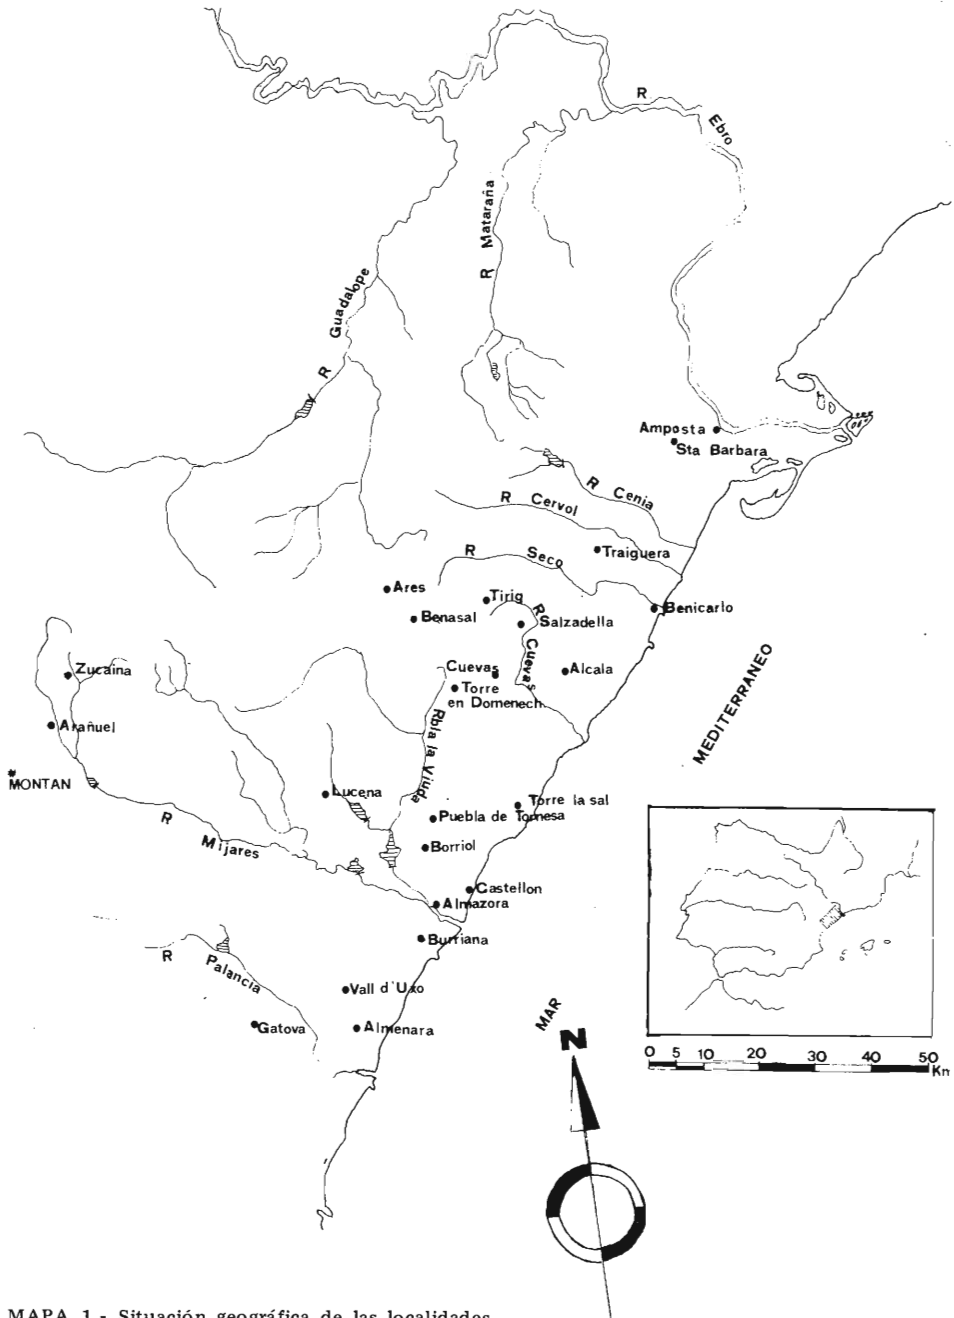 R
Ebro
R Mataraña
R Guadalope
Amposta
Sta Barbara
R Cenia
R Cervol
R Seco
Traiguera
Ares
Tirig
Benicarlo
Benasal
R Cuevas
Salzadella
Zucaina
Cuevas
Alcala
Torre
en Domenech
Arañuel
Rbla la Viuda
MAR MEDITERRANEO
MONTAN
Lucena
Torre la sal
Puebla de Tornesa
R Mijares
Borriol
Castellon
Almazora
Burriana
R Palancia
Vall d'Uxo
Gatova
Almenara
N
0 5 10 20 30 40 50
Km
MAPA 1.- Situación geográfica de las localidades